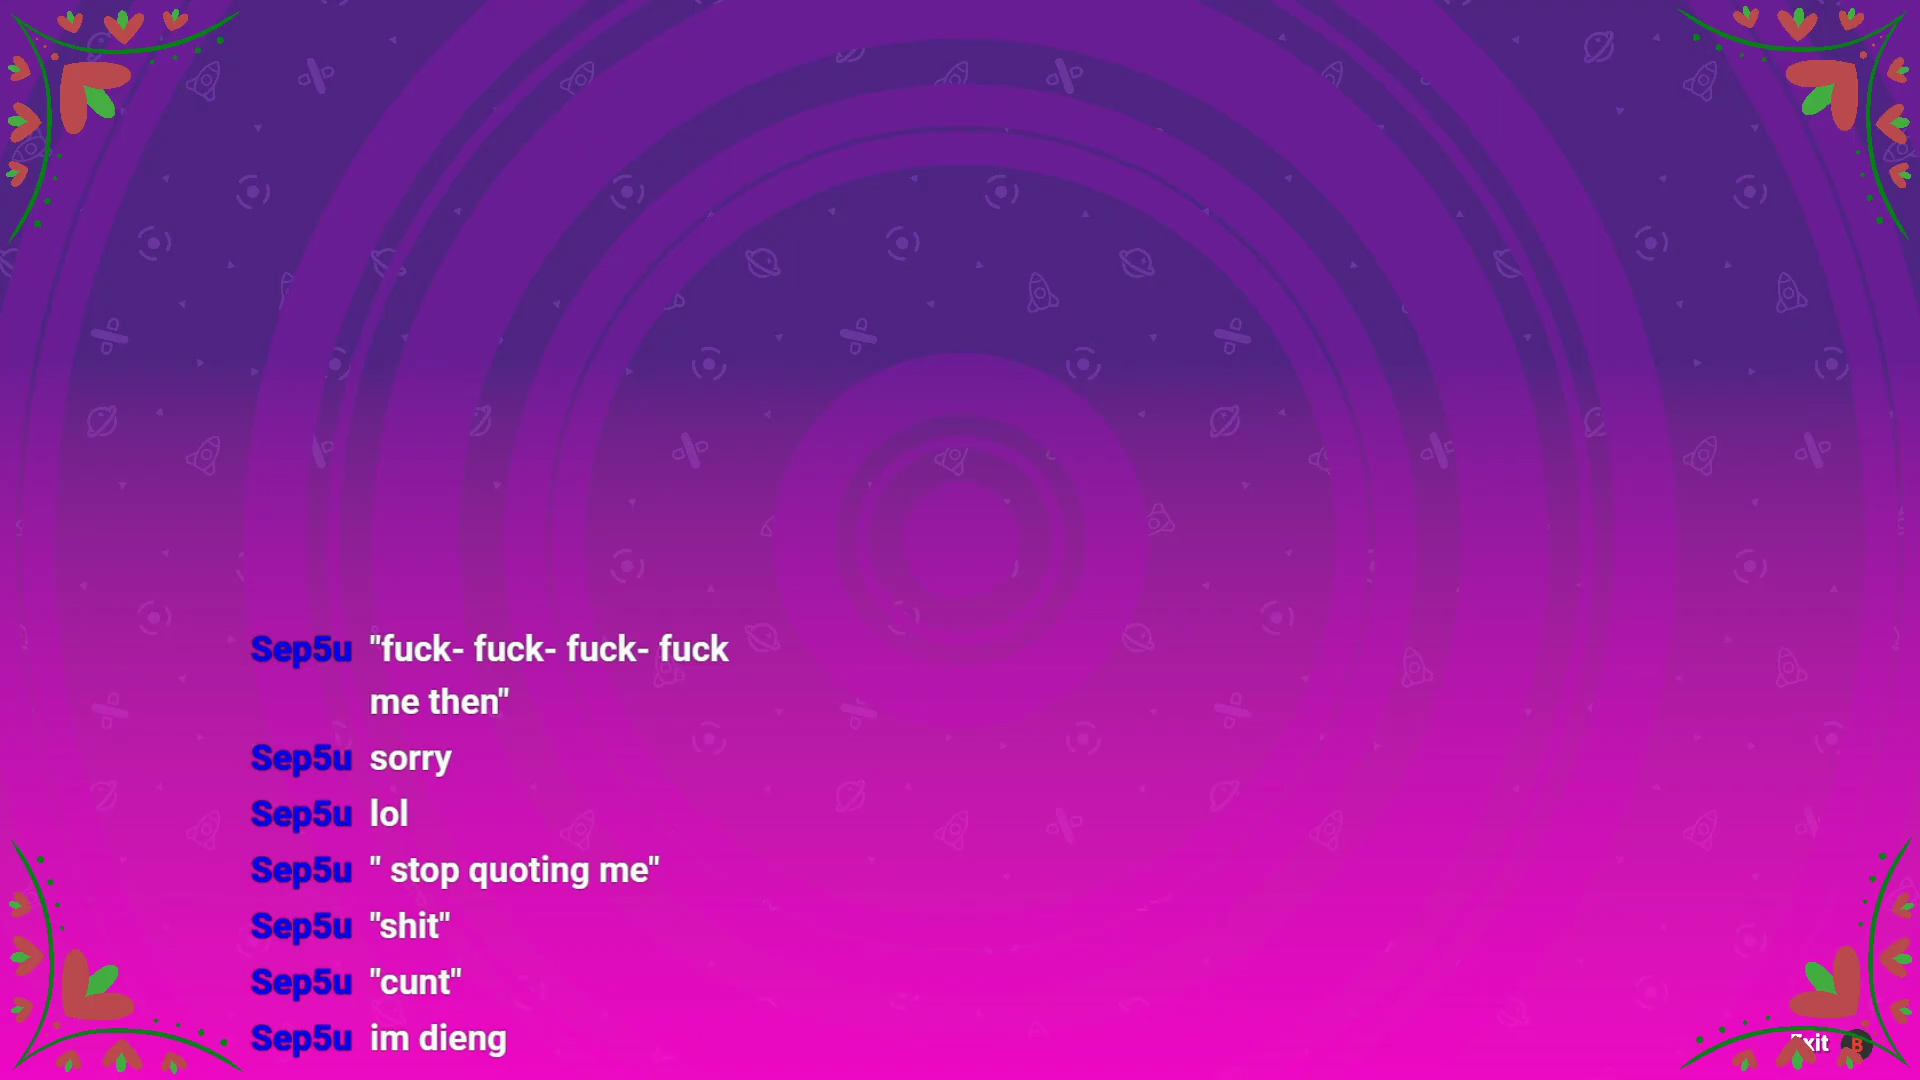 Sep5u "fuck- fuck- fuck- fuck
me then"
Sep5u sorry
Sep5u lol
Sep5u " stop quoting me"
Sep5u "shit"
Sep5u "cunt"
Sep5u im dieng
Exit B